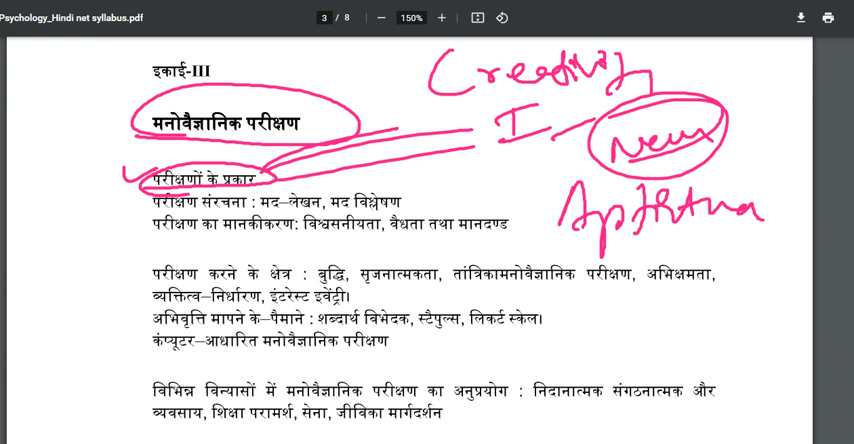 Psychology_Hindi net syllabus.pdf
3 / 8
150%
इकाई-III
Creativity
मनोवैज्ञानिक परीक्षण
I
Neuro
परीक्षणों के प्रकार
परीक्षण संरचना : मद–लेखन, मद विश्लेषण
परीक्षण का मानकीकरण: विश्वसनीयता, वैधता तथा मानदण्ड
परीक्षण करने के क्षेत्र : बुद्धि, सृजनात्मकता, तांत्रिकामनोवैज्ञानिक परीक्षण, अभिक्षमता,
व्यक्तित्व–निर्धारण, इंटरेस्ट इवेंट्री।
अभिवृत्ति मापने के–पैमाने : शब्दार्थ विभेदक, स्टैपुल्स, लिकर्ट स्केल।
कंप्यूटर–आधारित मनोवैज्ञानिक परीक्षण
विभिन्न विन्यासों में मनोवैज्ञानिक परीक्षण का अनुप्रयोग : निदानात्मक संगठनात्मक और
व्यवसाय, शिक्षा परामर्श, सेना, जीविका मार्गदर्शन